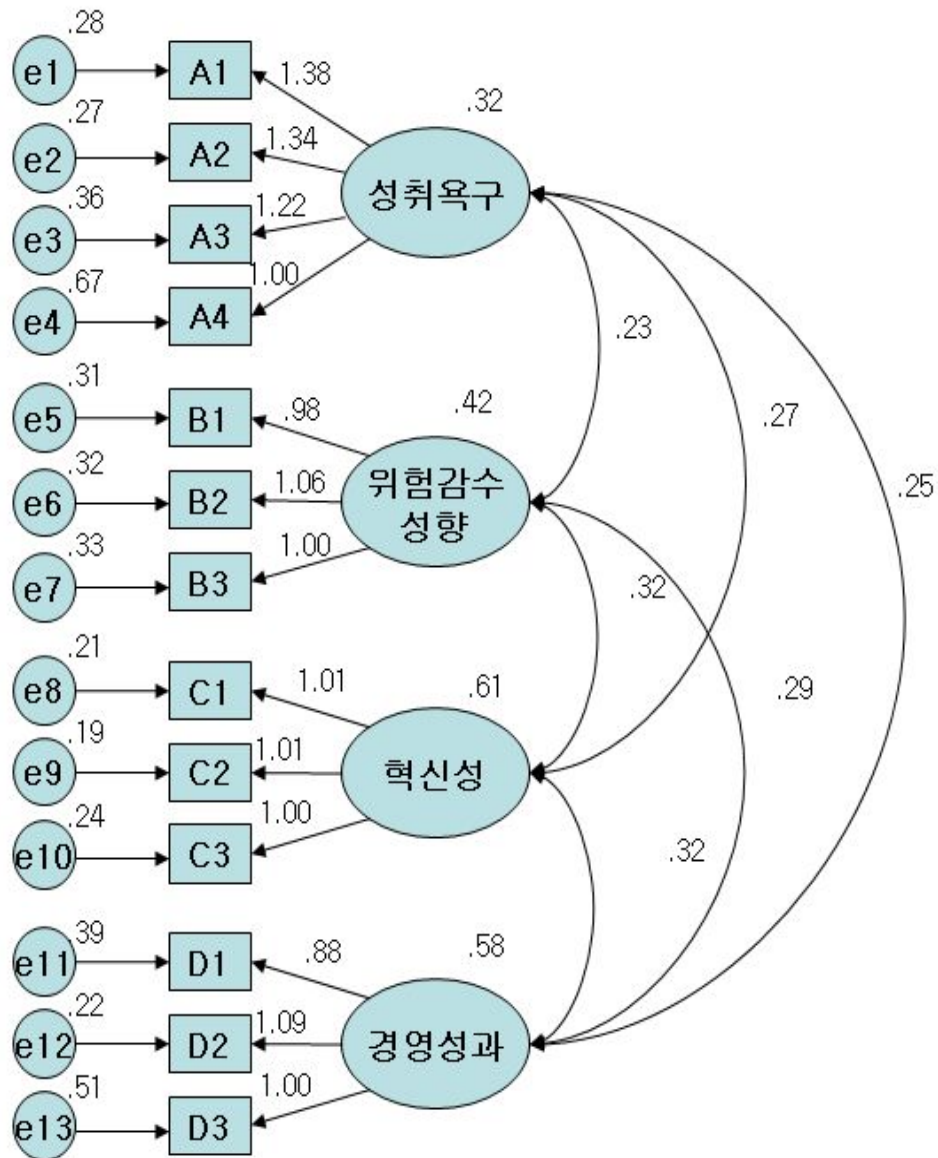 .28
e1 A1 1.38
.32
.27
e2 A2 1.34
성취욕구
.36
e3 A3 1.22
.67
e4 A4 1.00
.23
.31
e5 B1 .98
.42
.27
.32
e6 B2 1.06
위험감수
성향
.25
.33
e7 B3 1.00
.32
.21
e8 C1 1.01
.61
.29
.19
e9 C2 1.01
혁신성
.24
e10 C3 1.00
.32
.39
e11 D1 .88
.58
.22
e12 D2 1.09
경영성과
.51
e13 D3 1.00